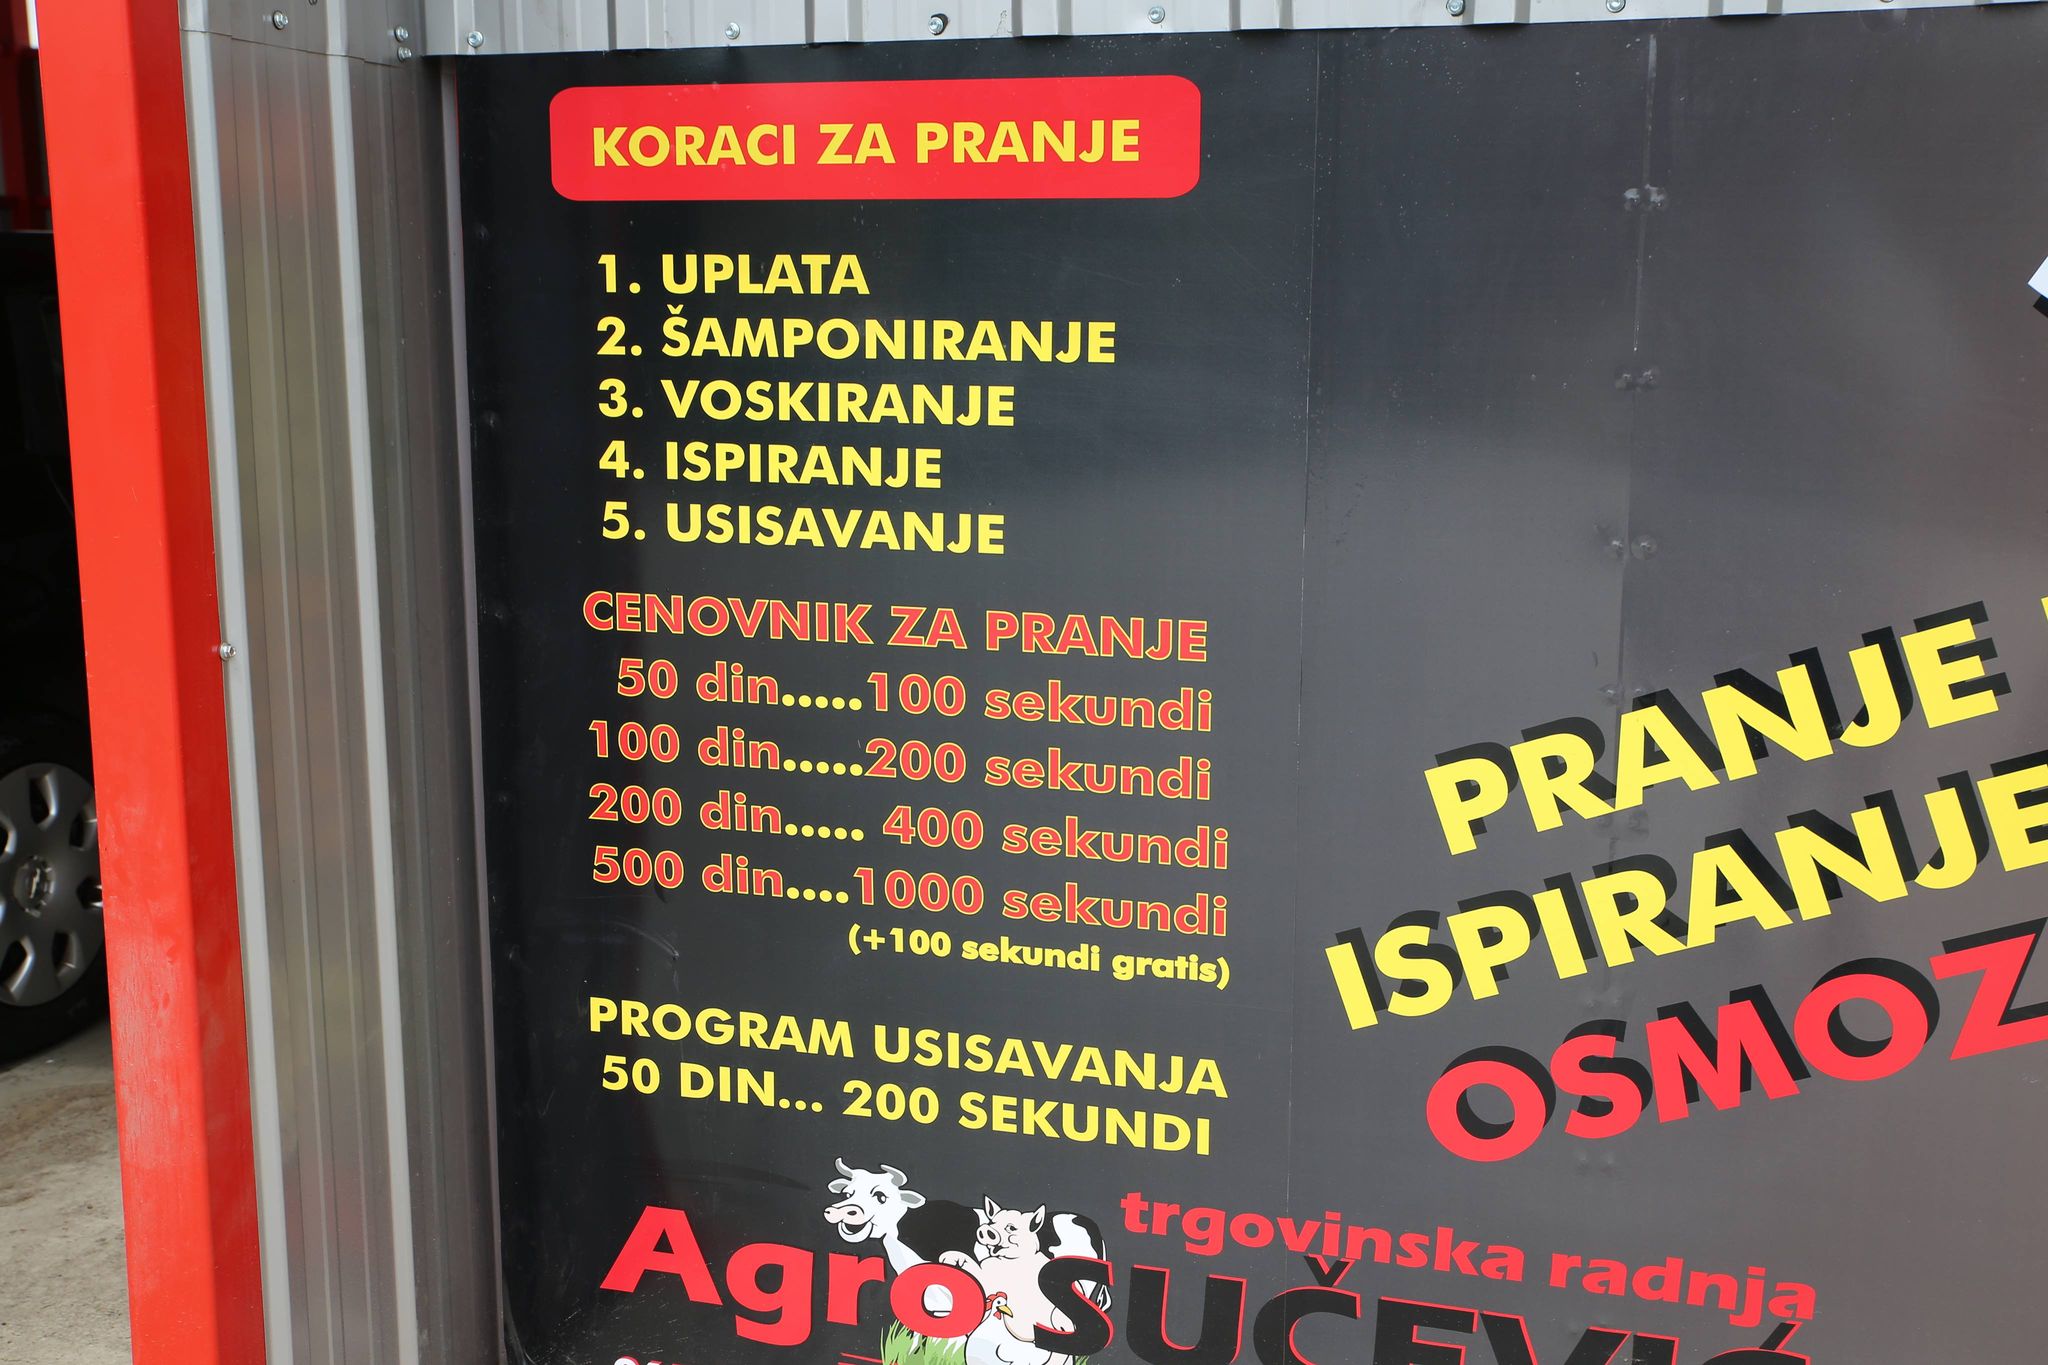 KORACI ZA PRANJE
1. UPLATA
2. ŠAMPONIRANJE
3. VOSKIRANJE
4. ISPIRANJE
5. USISAVANJE
CENOVNIK ZA PRANJE
50 din.....100 sekundi
100 din.....200 sekundi
200 din..... 400 sekundi
500 din....1000 sekundi
(+100 sekundi gratis)
PROGRAM USISAVANJA
50 DIN... 200 SEKUNDI
PRANJE
ISPIRANJE
OSMOZ
trgovinska radnja
Agro SUČEVIĆ